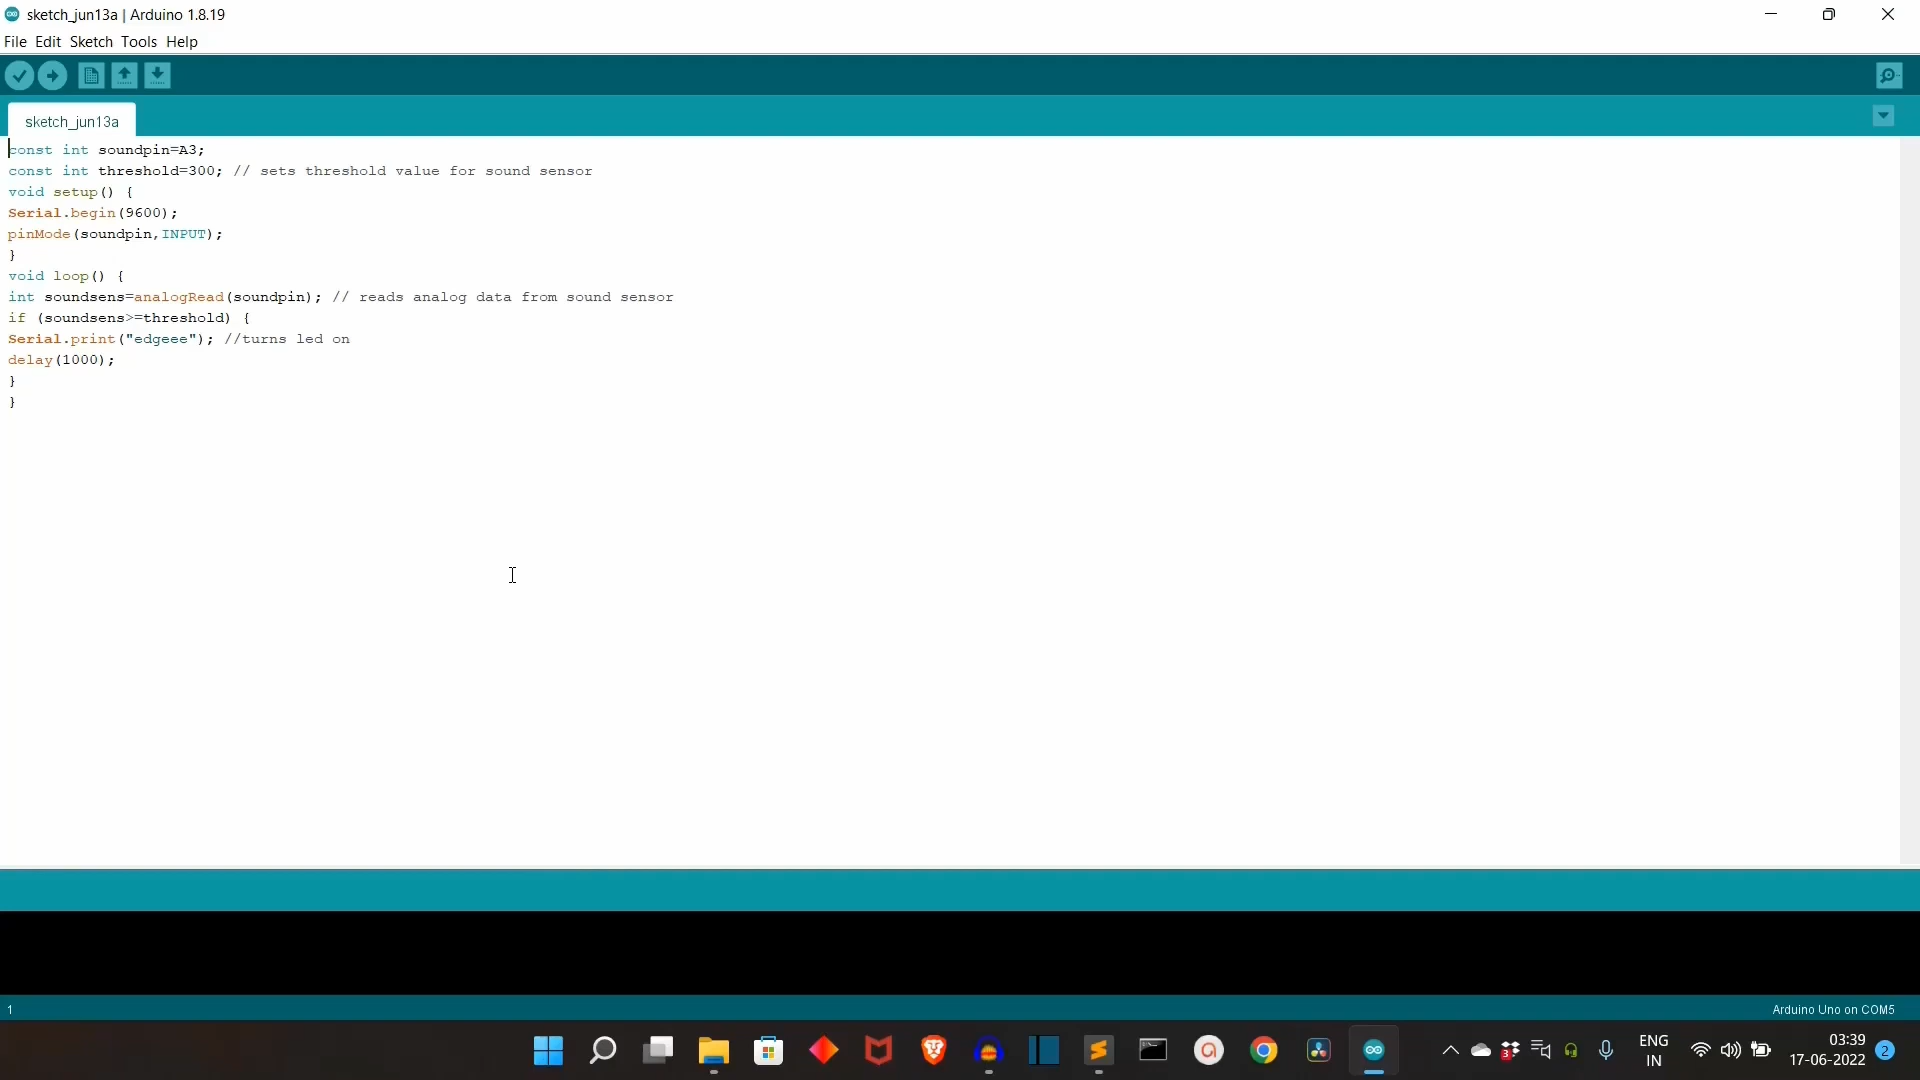 sketch_jun13a | Arduino 1.8.19
File Edit Sketch Tools Help
sketch_jun13a
const int soundpin=A3;
const int threshold=300; // sets threshold value for sound sensor
void setup() {
Serial.begin(9600);
pinMode(soundpin,INPUT);
}
void loop() {
int soundsens=analogRead(soundpin); // reads analog data from sound sensor
if (soundsens>=threshold) {
Serial.print("edgeee"); //turns led on
delay(1000);
}
}
1
Arduino Uno on COM5
3
ENG
IN
03:39
17-06-2022
2